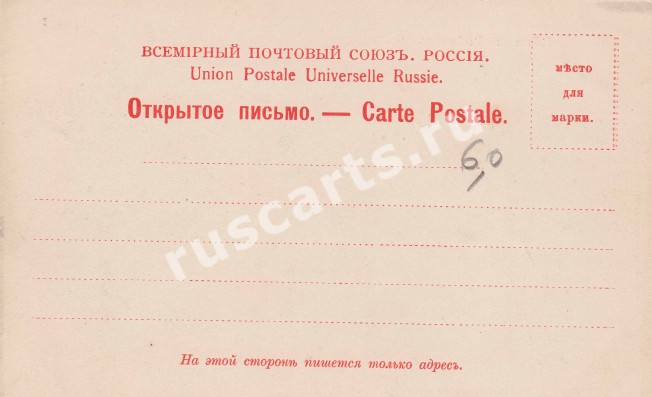 ВСЕМІРНЫЙ ПОЧТОВЫЙ СОЮЗЪ. РОССІЯ.
Union Postale Universelle Russie.
Открытое письмо. — Carte Postale.
мѣсто
для
марки.
6,0
ruscarts.ru
На этой сторонѣ пишется только адресъ.